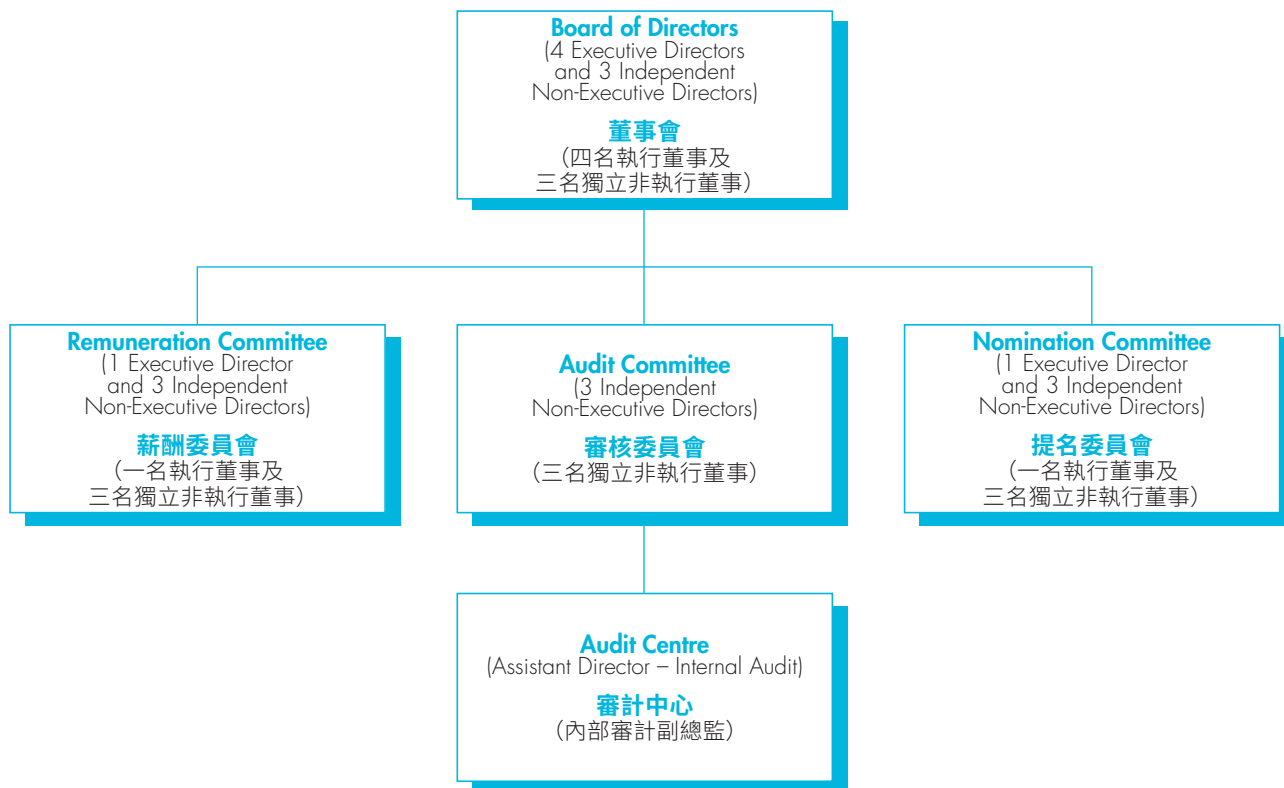 Board of Directors
(4 Executive Directors
and 3 Independent
Non-Executive Directors)
董事會
（四名執行董事及
三名獨立非執行董事）
Remuneration Committee
(1 Executive Director
and 3 Independent
Non-Executive Directors)
薪酬委員會
（一名執行董事及
三名獨立非執行董事）
Audit Committee
(3 Independent
Non-Executive Directors)
審核委員會
（三名獨立非執行董事）
Nomination Committee
(1 Executive Director
and 3 Independent
Non-Executive Directors)
提名委員會
（一名執行董事及
三名獨立非執行董事）
Audit Centre
(Assistant Director – Internal Audit)
審計中心
（內部審計副總監）